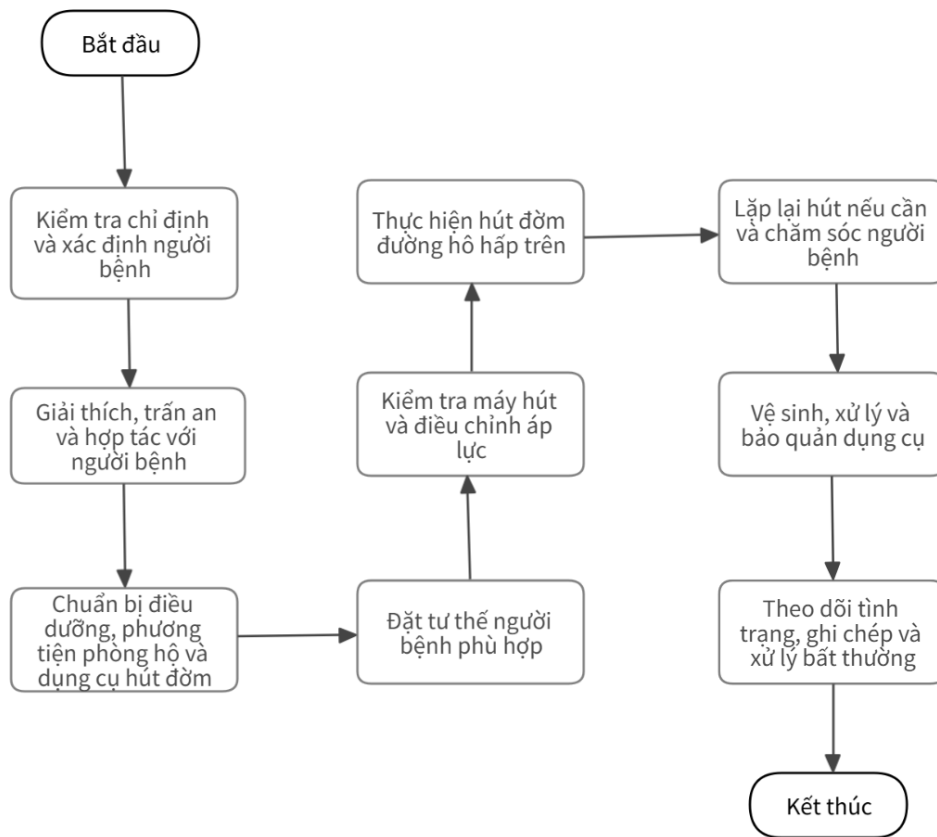 Bắt đầu
Kiểm tra chỉ định
và xác định người
bệnh
Giải thích, trấn an
và hợp tác với
người bệnh
Chuẩn bị điều
dưỡng, phương
tiện phòng hộ và
dụng cụ hút đờm
Đặt tư thế người
bệnh phù hợp
Kiểm tra máy hút
và điều chỉnh áp
lực
Thực hiện hút đờm
đường hô hấp trên
Lặp lại hút nếu cần
và chăm sóc người
bệnh
Vệ sinh, xử lý và
bảo quản dụng cụ
Theo dõi tình
trạng, ghi chép và
xử lý bất thường
Kết thúc